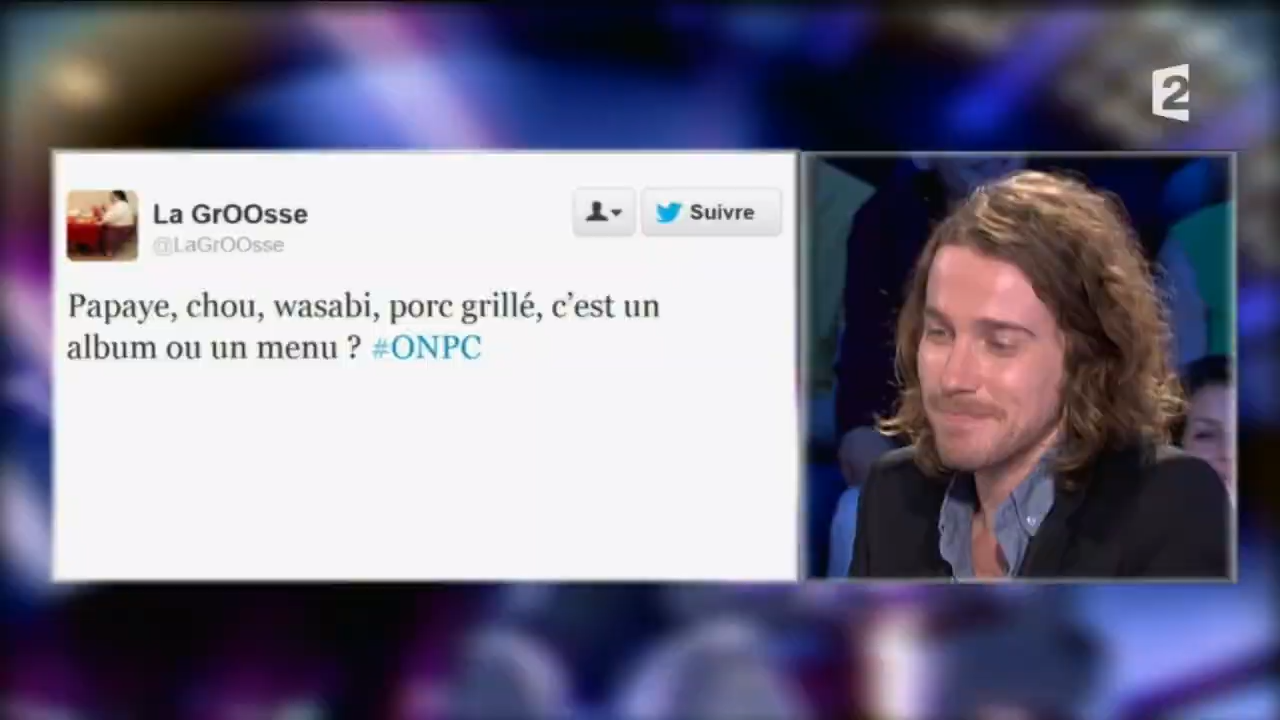 2
La GrOOsse
@LaGrOOsse
Suivre
Papaye, chou, wasabi, porc grillé, c’est un
album ou un menu ? #ONPC